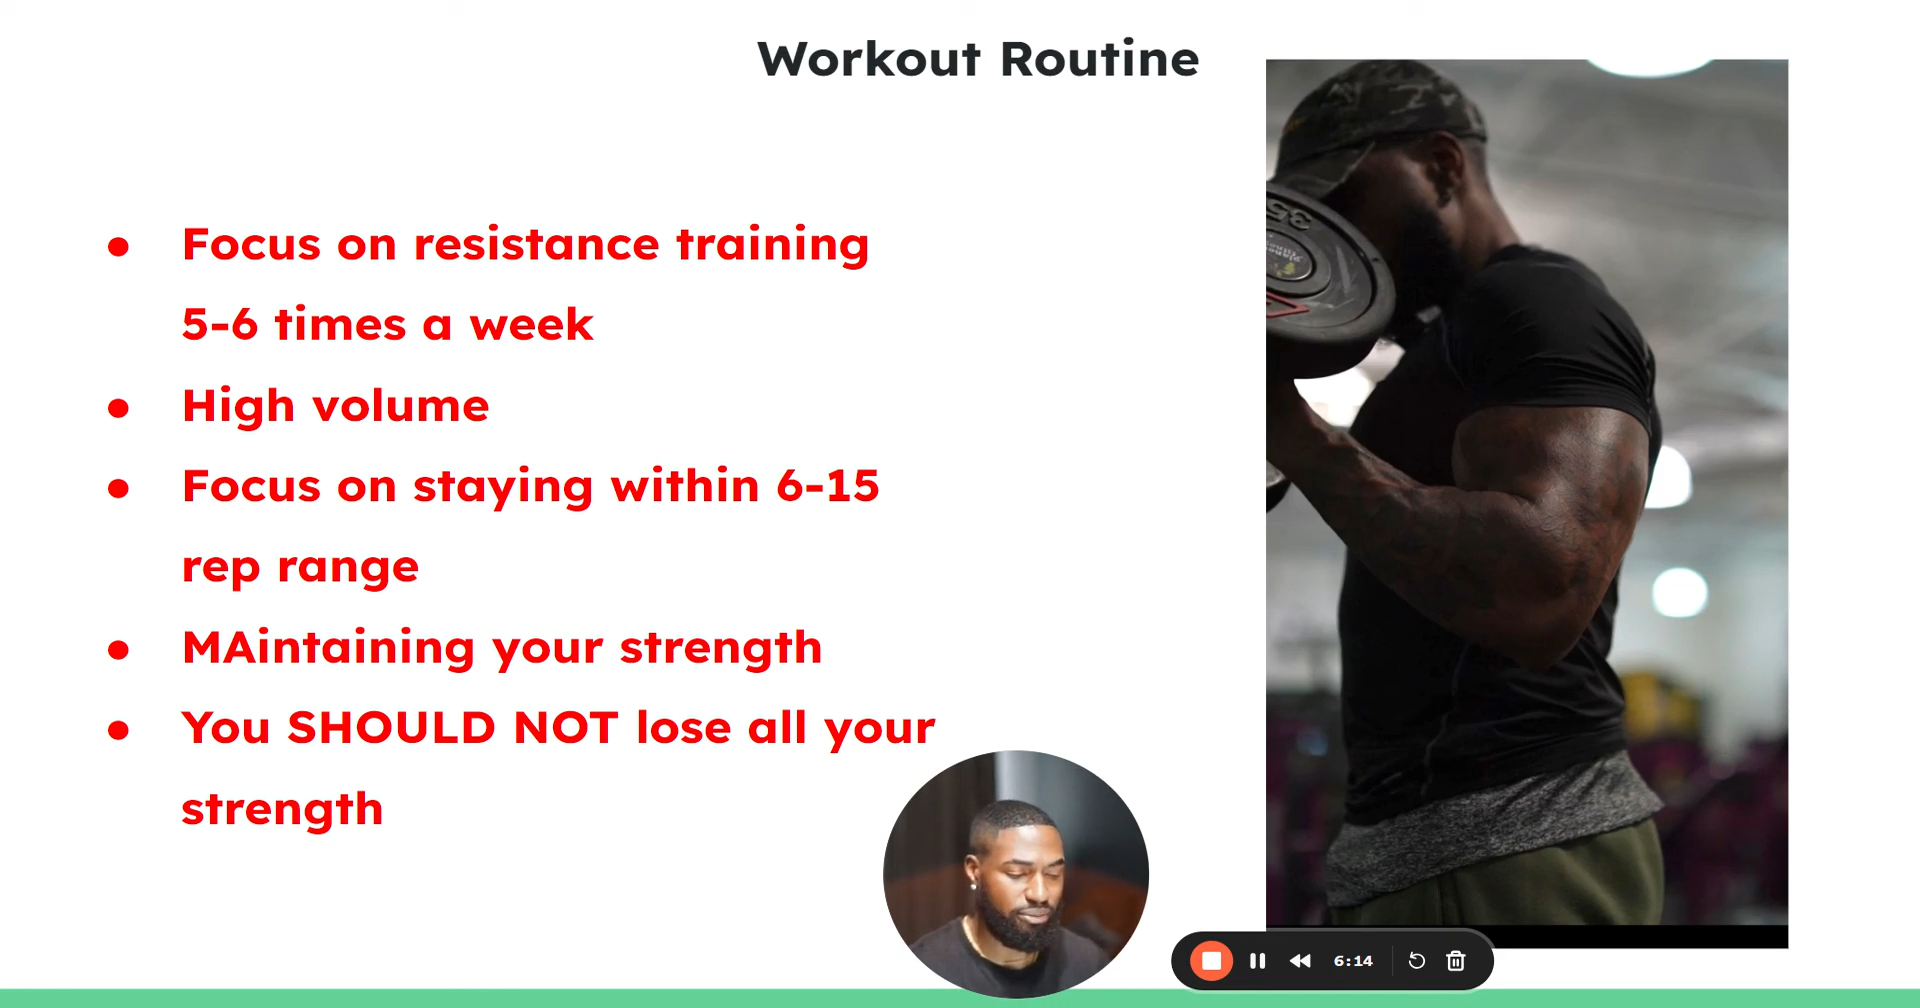 Workout Routine
● Focus on resistance training
5-6 times a week
● High volume
● Focus on staying within 6-15
rep range
● MAintaining your strength
● You SHOULD NOT lose all your
strength
35
6:14